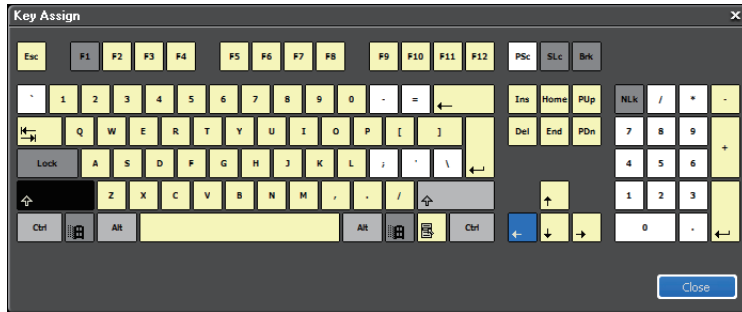 Key Assign x
Esc F1 F2 F3 F4 F5 F6 F7 F8 F9 F10 F11 F12 PSc SLc Brk
` 1 2 3 4 5 6 7 8 9 0 - = ← Ins Home PUp NLk / * -
Q W E R T Y U I O P [ ] Del End PDn 7 8 9 +
Lock A S D F G H J K L ; ' \ 4 5 6
Z X C V B N M , . / ↑ 1 2 3
Ctrl Alt Alt Ctrl ← ↓ → 0 .
Close